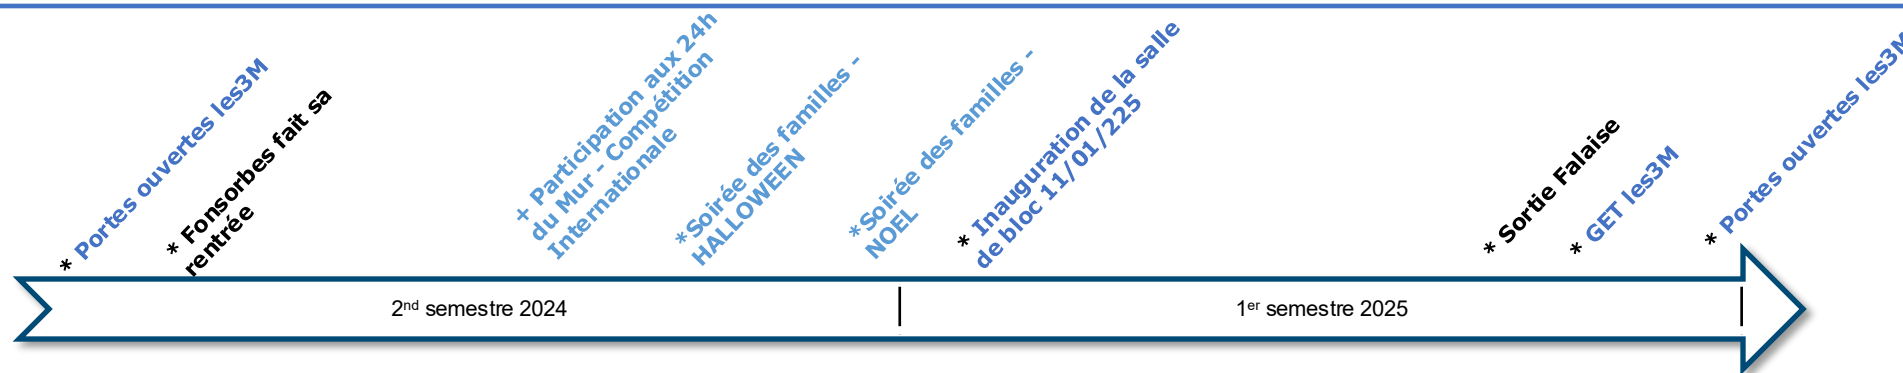 * Portes ouvertes les3M
* Fonsorbes fait sa
rentrée
+ Participation aux 24h
du Mur - Compétition
Internationale
*Soirée des familles -
HALLOWEEN
*Soirée des familles -
NOEL
* Inauguration de la salle
de bloc 11/01/225
* Sortie Falaise
* GET les3M
* Portes ouvertes les3M
2nd semestre 2024
1er semestre 2025